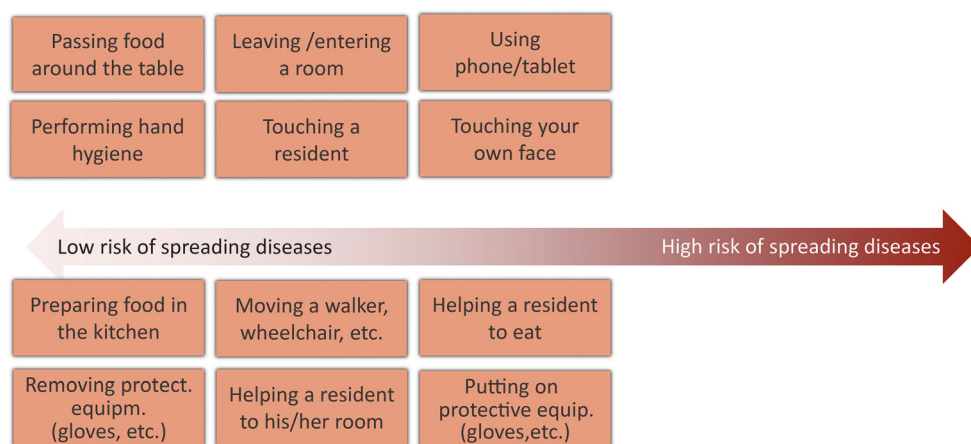 Passing food
around the table
Leaving /entering
a room
Using
phone/tablet
Performing hand
hygiene
Touching a
resident
Touching your
own face
Low risk of spreading diseases
High risk of spreading diseases
Preparing food in
the kitchen
Moving a walker,
wheelchair, etc.
Helping a resident
to eat
Removing protect.
equipm.
(gloves, etc.)
Helping a resident
to his/her room
Putting on
protective equip.
(gloves,etc.)